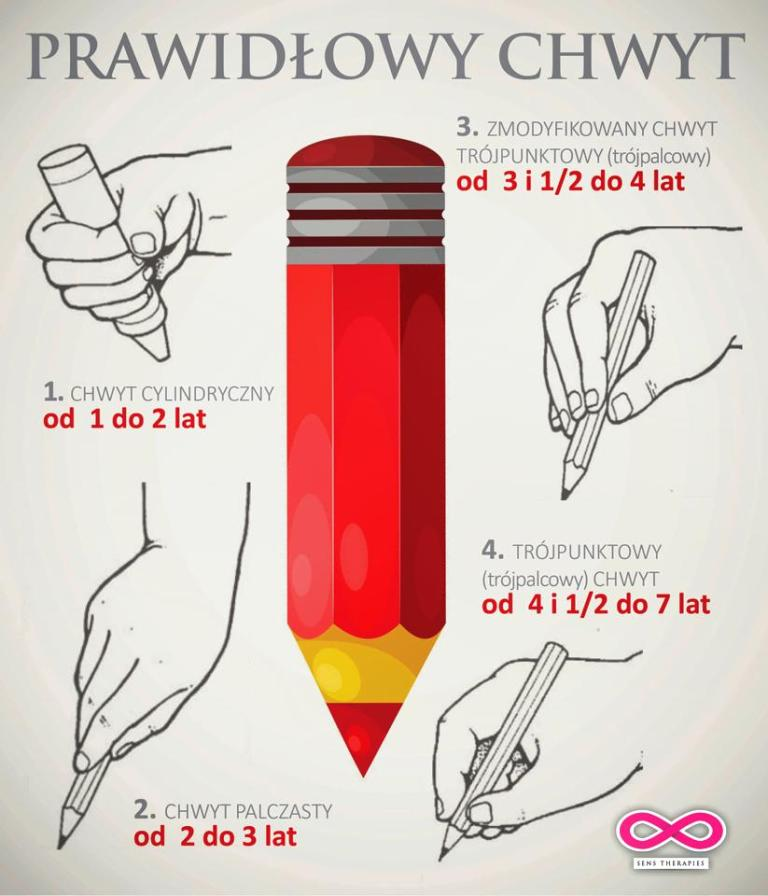 PRAWIDŁOWY CHWYT
1. CHWYT CYLINDRYCZNY
od 1 do 2 lat
2. CHWYT PALCZASTY
od 2 do 3 lat
3. ZMODYFIKOWANY CHWYT
TRÓJPUNKTOWY (trójpalcowy)
od 3 i 1/2 do 4 lat
4. TRÓJPUNKTOWY
(trójpalcowy) CHWYT
od 4 i 1/2 do 7 lat
SENS THERAPIES